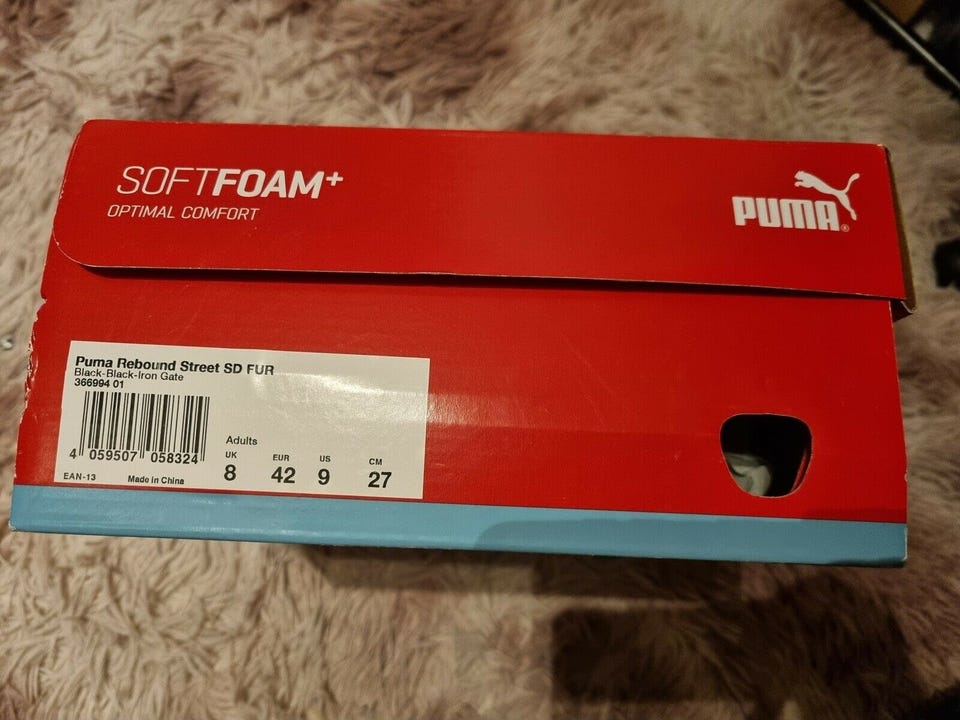 SOFTFOAM+
OPTIMAL COMFORT
PUMA®
Puma Rebound Street SD FUR
Black-Black-Iron Gate
366994 01
4 059507 058324
EAN-13 Made in China
Adults
UK EUR US CM
8 42 9 27